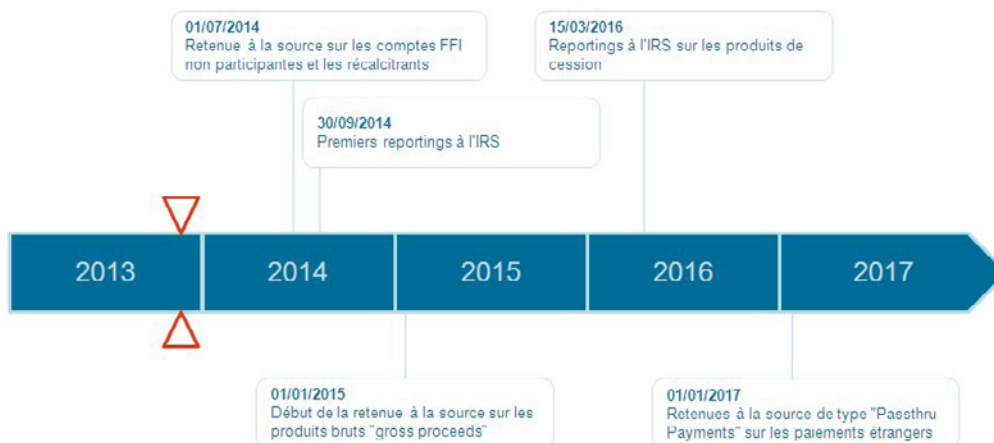 01/07/2014
Retenue à la source sur les comptes FFI
non participantes et les récalcitrants
15/03/2016
Reportings à l'IRS sur les produits de
cession
30/09/2014
Premiers reportings à l'IRS
2013
2014
2015
2016
2017
01/01/2015
Début de la retenue à la source sur les
produits bruts "gross proceeds"
01/01/2017
Retenues à la source de type "Passthru
Payments" sur les paiements étrangers